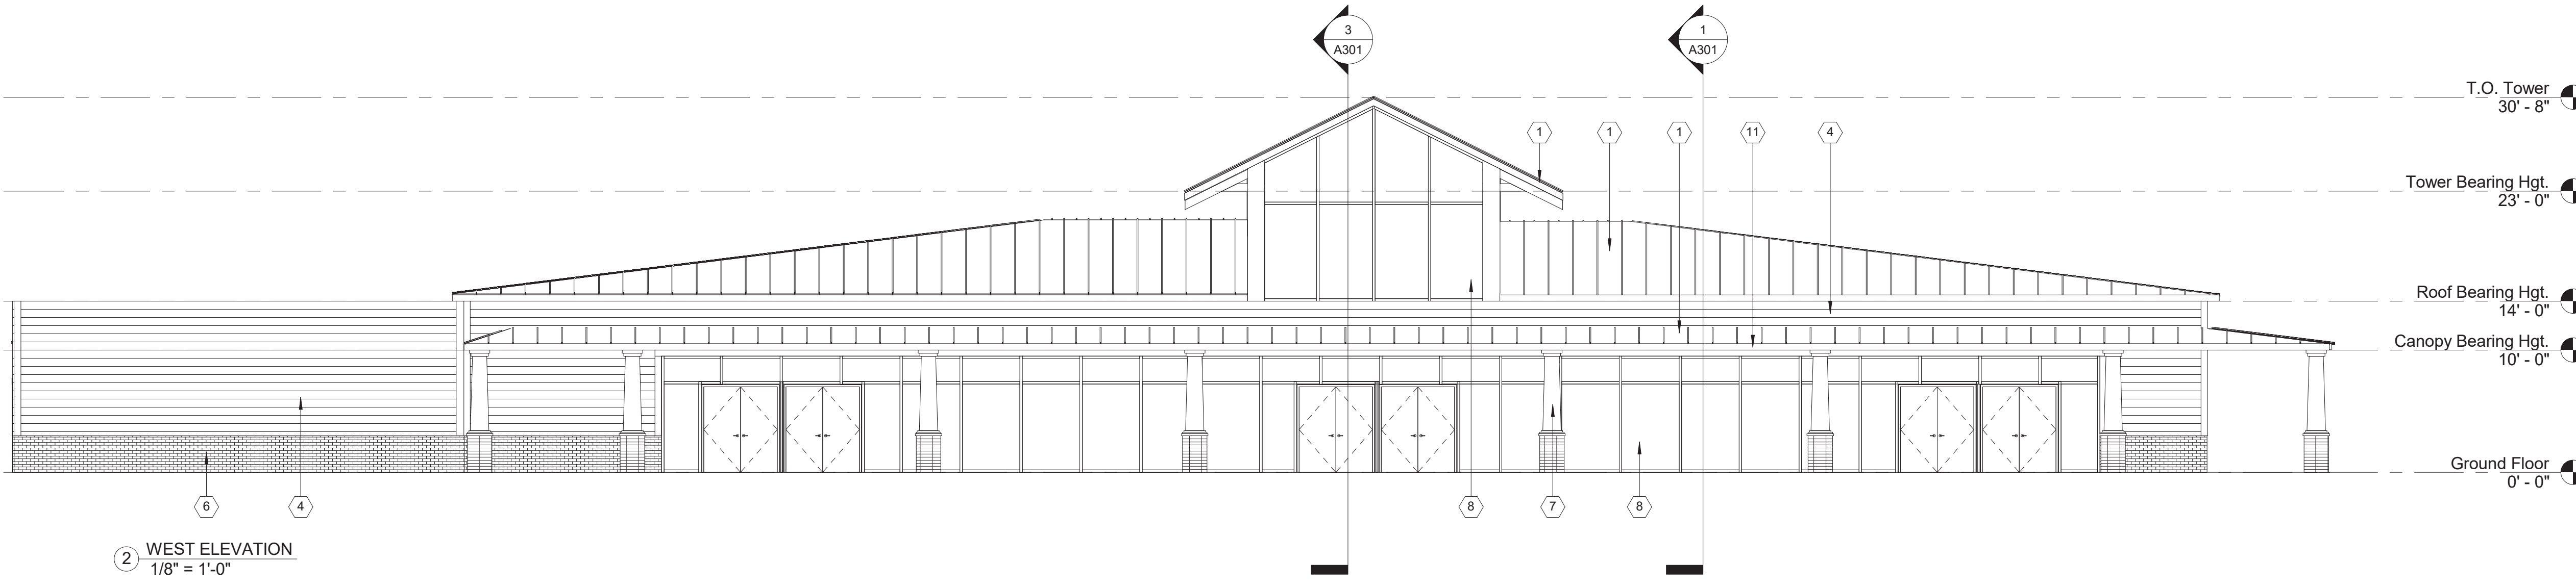 3
A301
1
A301
T.O. Tower
30' - 8"
1
1
1
11
4
Tower Bearing Hgt.
23' - 0"
Roof Bearing Hgt.
14' - 0"
Canopy Bearing Hgt.
10' - 0"
Ground Floor
0' - 0"
6
4
8
7
8
2
WEST ELEVATION
1/8" = 1'-0"